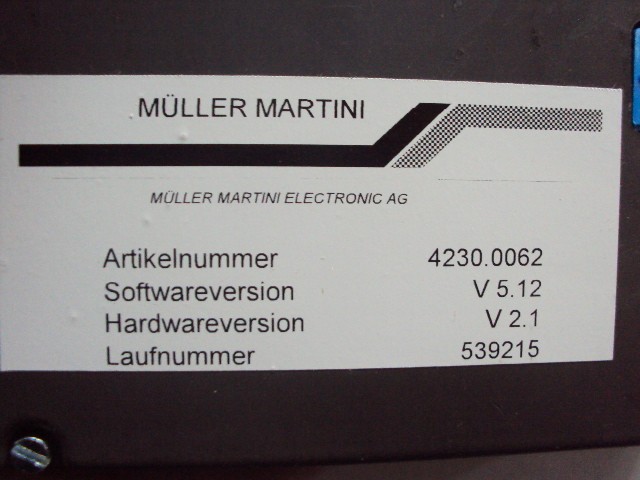 MÜLLER MARTINI
MÜLLER MARTINI ELECTRONIC AG
Artikelnummer 4230.0062
Softwareversion V 5.12
Hardwareversion V 2.1
Laufnummer 539215